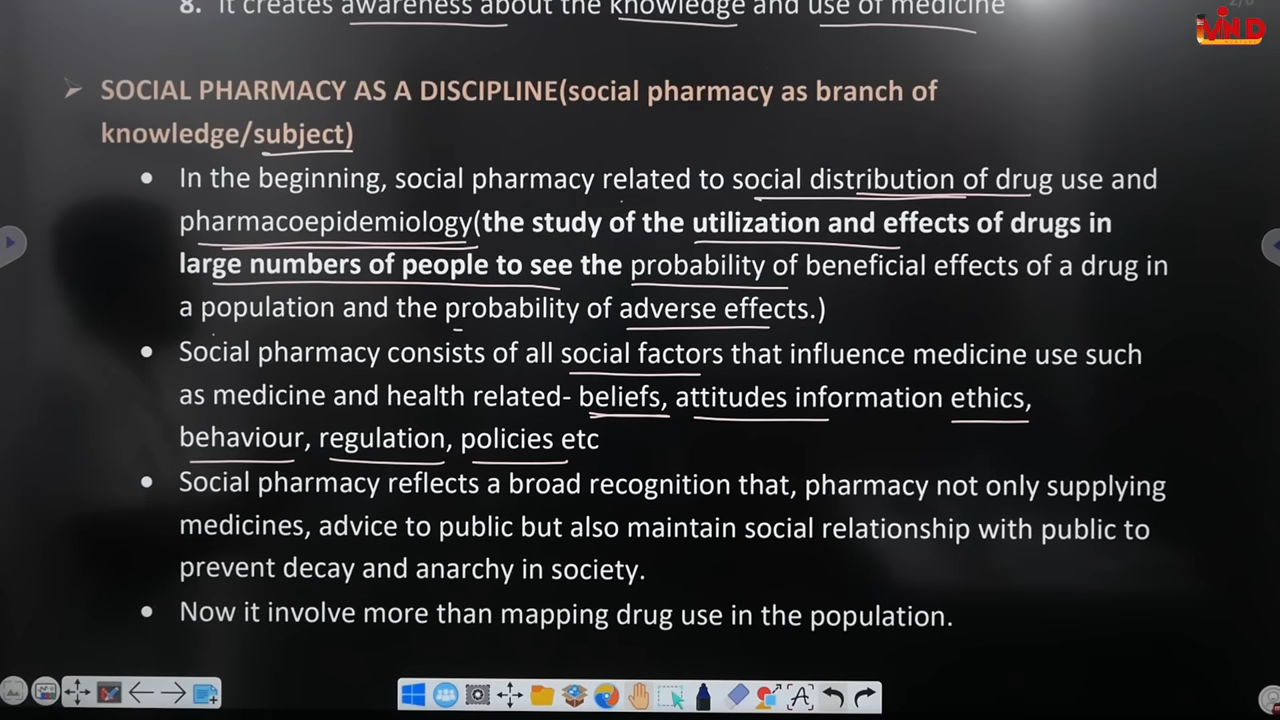 8. It creates awareness about the knowledge and use of medicine
SOCIAL PHARMACY AS A DISCIPLINE(social pharmacy as branch of
knowledge/subject)
• In the beginning, social pharmacy related to social distribution of drug use and
pharmacoepidemiology(the study of the utilization and effects of drugs in
large numbers of people to see the probability of beneficial effects of a drug in
a population and the probability of adverse effects.)
• Social pharmacy consists of all social factors that influence medicine use such
as medicine and health related- beliefs, attitudes information ethics,
behaviour, regulation, policies etc
• Social pharmacy reflects a broad recognition that, pharmacy not only supplying
medicines, advice to public but also maintain social relationship with public to
prevent decay and anarchy in society.
• Now it involve more than mapping drug use in the population.